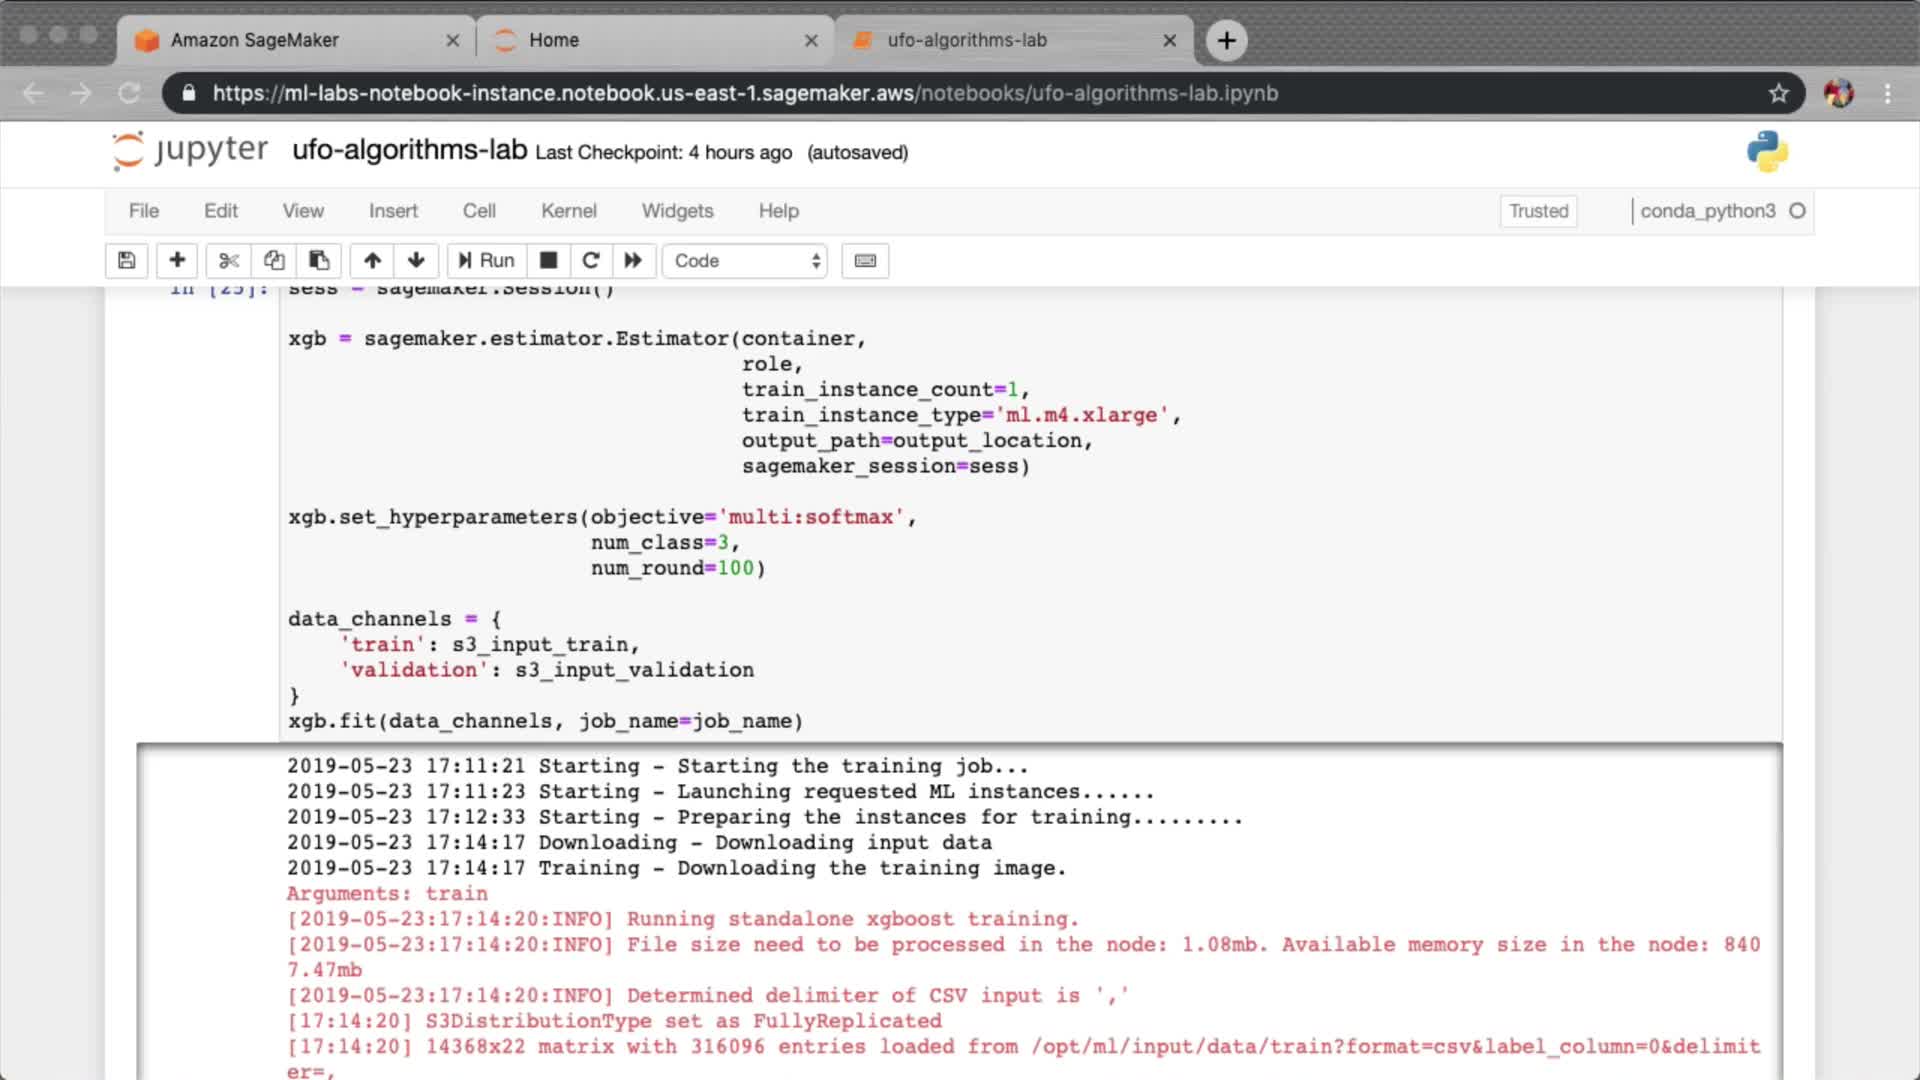 Amazon SageMaker
Home
ufo-algorithms-lab
https://ml-labs-notebook-instance.notebook.us-east-1.sagemaker.aws/notebooks/ufo-algorithms-lab.ipynb
jupyter ufo-algorithms-lab Last Checkpoint: 4 hours ago (autosaved)
File Edit View Insert Cell Kernel Widgets Help Trusted conda_python3
Run Code
In [25]: sess = sagemaker.Session()
xgb = sagemaker.estimator.Estimator(container,
role,
train_instance_count=1,
train_instance_type='ml.m4.xlarge',
output_path=output_location,
sagemaker_session=sess)
xgb.set_hyperparameters(objective='multi:softmax',
num_class=3,
num_round=100)
data_channels = {
'train': s3_input_train,
'validation': s3_input_validation
}
xgb.fit(data_channels, job_name=job_name)
2019-05-23 17:11:21 Starting - Starting the training job...
2019-05-23 17:11:23 Starting - Launching requested ML instances......
2019-05-23 17:12:33 Starting - Preparing the instances for training.........
2019-05-23 17:14:17 Downloading - Downloading input data
2019-05-23 17:14:17 Training - Downloading the training image.
Arguments: train
[2019-05-23:17:14:20:INFO] Running standalone xgboost training.
[2019-05-23:17:14:20:INFO] File size need to be processed in the node: 1.08mb. Available memory size in the node: 840
7.47mb
[2019-05-23:17:14:20:INFO] Determined delimiter of CSV input is ','
[17:14:20] S3DistributionType set as FullyReplicated
[17:14:20] 14368x22 matrix with 316096 entries loaded from /opt/ml/input/data/train?format=csv&label_column=0&delimit
er=,